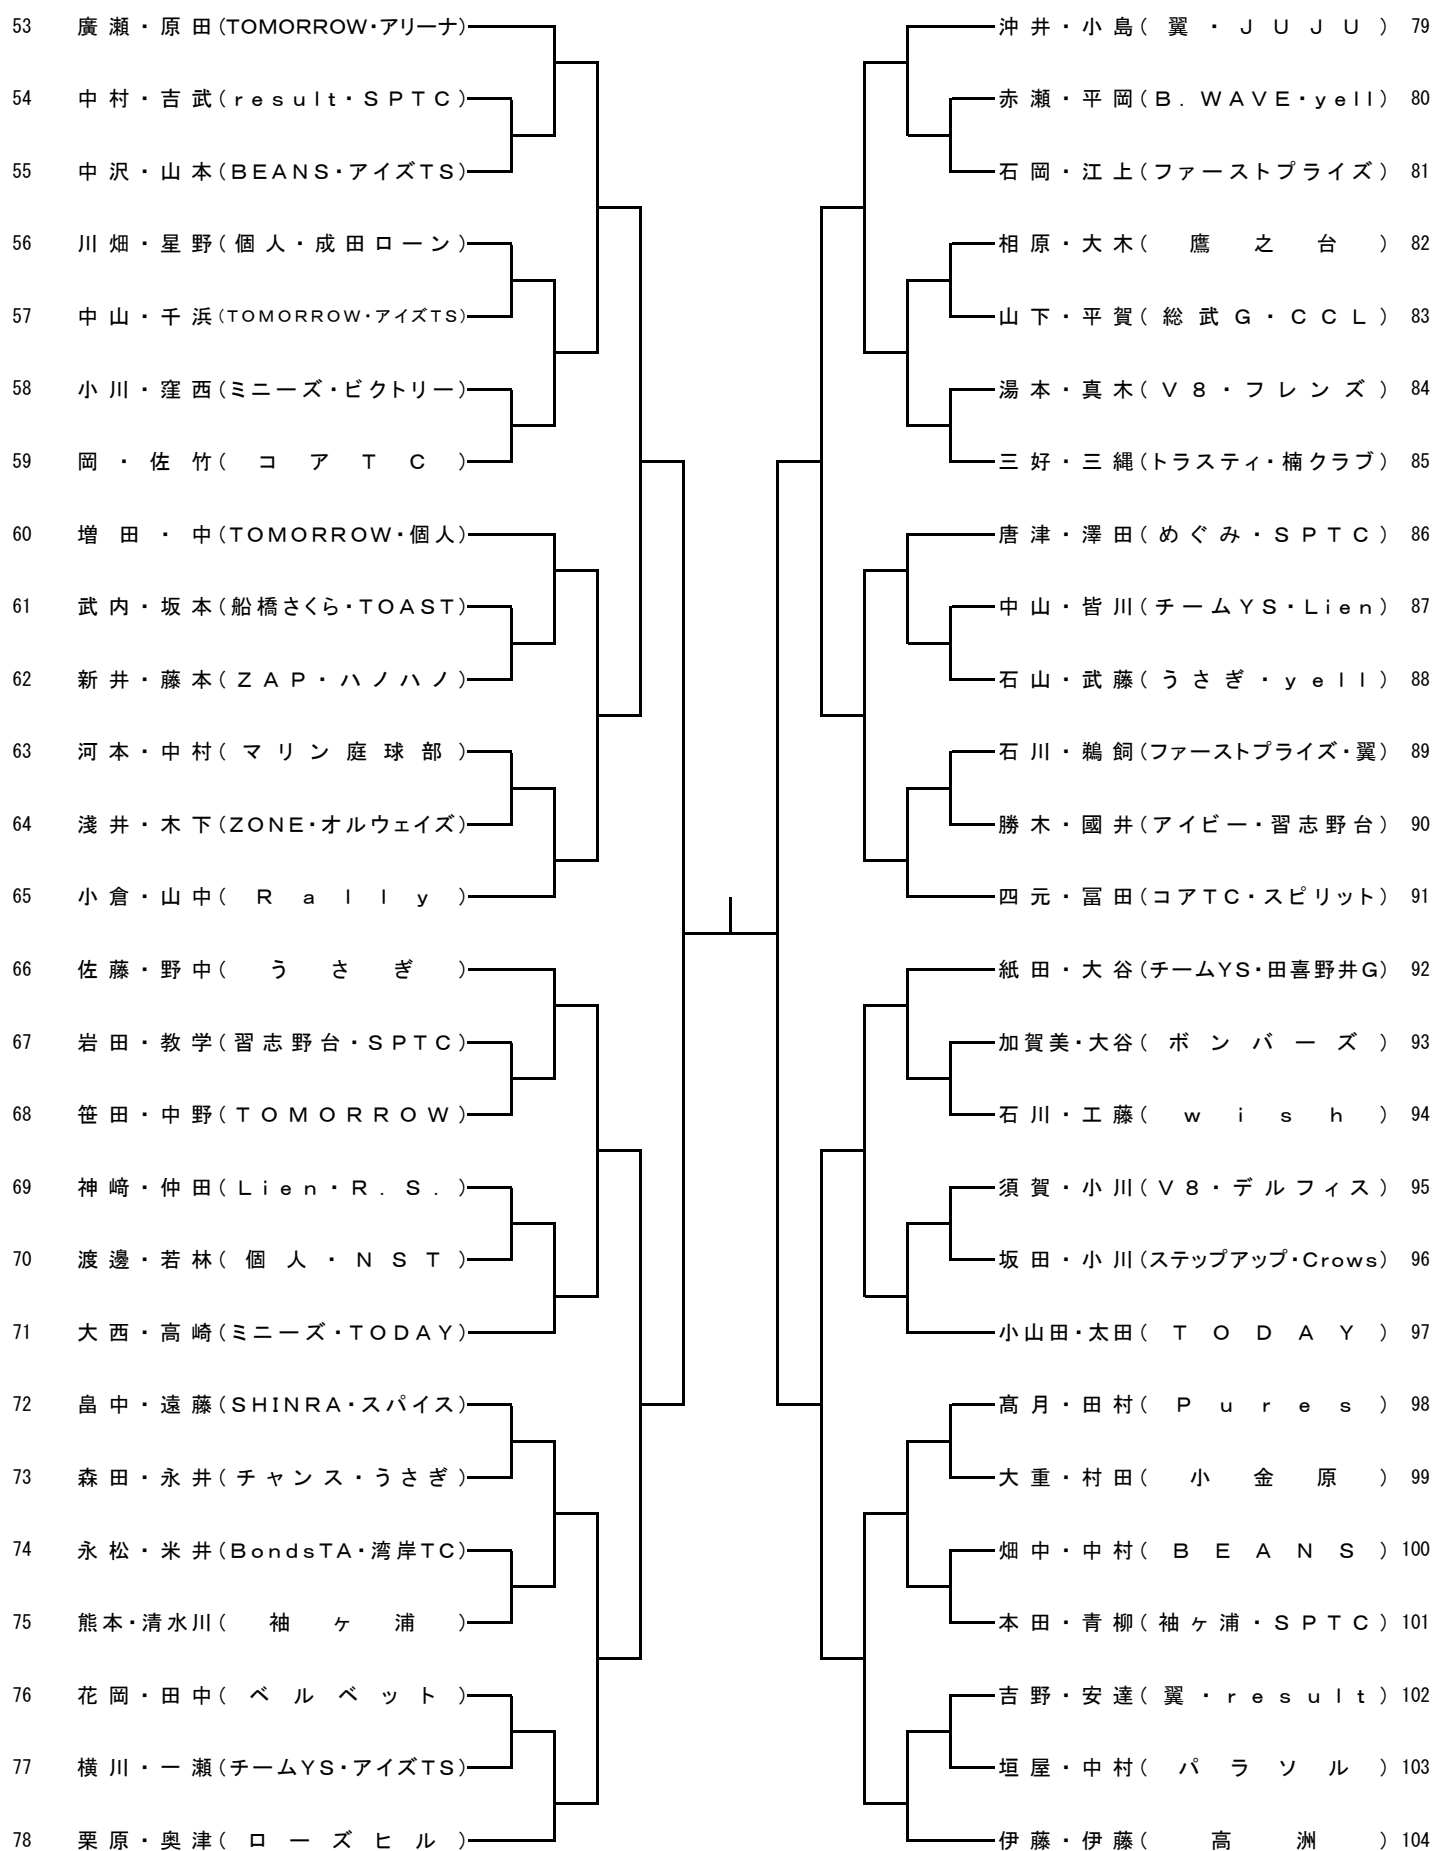 53 廣瀬・原田(TOMORROW・アリーナ)
54 中村・吉武(result・SPTC)
55 中沢・山本(BEANS・アイズTS)
56 川畑・星野(個人・成田ローン)
57 中山・千浜(TOMORROW・アイズTS)
58 小川・窪西(ミニーズ・ビクトリー)
59 岡・佐竹(コアTC)
60 増田・中(TOMORROW・個人)
61 武内・坂本(船橋さくら・TOAST)
62 新井・藤本(ZAP・ハノハノ)
63 河本・中村(マリン庭球部)
64 淺井・木下(ZONE・オルウェイズ)
65 小倉・山中(Rally)
66 佐藤・野中(うさぎ)
67 岩田・教学(習志野台・SPTC)
68 笹田・中野(TOMORROW)
69 神﨑・仲田(Lien・R.S.)
70 渡邊・若林(個人・NST)
71 大西・高崎(ミニーズ・TODAY)
72 畠中・遠藤(SHINRA・スパイス)
73 森田・永井(チャンス・うさぎ)
74 永松・米井(BondsTA・湾岸TC)
75 熊本・清水川(袖ヶ浦)
76 花岡・田中(ベルベット)
77 横川・一瀬(チームYS・アイズTS)
78 栗原・奥津(ローズヒル)
沖井・小島(翼・JUJU) 79
赤瀬・平岡(B.WAVE・yell) 80
石岡・江上(ファーストプライズ) 81
相原・大木(鷹之台) 82
山下・平賀(総武G・CCL) 83
湯本・真木(V8・フレンズ) 84
三好・三縄(トラスティ・楠クラブ) 85
唐津・澤田(めぐみ・SPTC) 86
中山・皆川(チームYS・Lien) 87
石山・武藤(うさぎ・yell) 88
石川・鵜飼(ファーストプライズ・翼) 89
勝木・國井(アイビー・習志野台) 90
四元・冨田(コアTC・スピリット) 91
紙田・大谷(チームYS・田喜野井G) 92
加賀美・大谷(ボンバーズ) 93
石川・工藤(wish) 94
須賀・小川(V8・デルフィス) 95
坂田・小川(ステップアップ・Crows) 96
小山田・太田(TODAY) 97
髙月・田村(Pures) 98
大重・村田(小金原) 99
畑中・中村(BEANS) 100
本田・青柳(袖ヶ浦・SPTC) 101
吉野・安達(翼・result) 102
垣屋・中村(パラソル) 103
伊藤・伊藤(高洲) 104